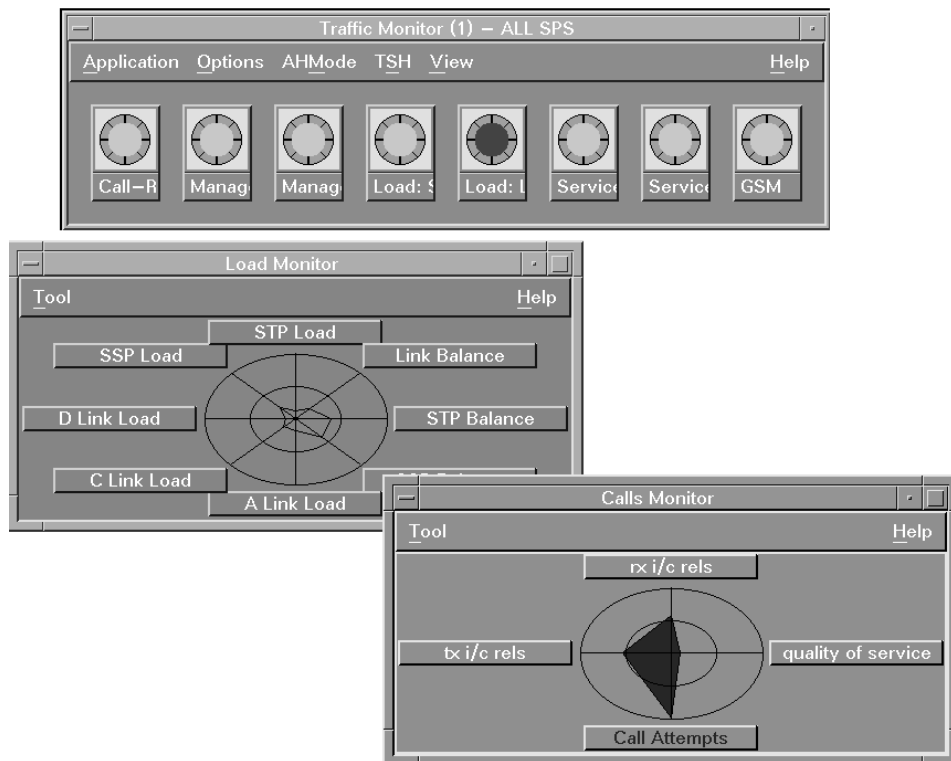 Traffic Monitor (1) – ALL SPS
Application Options AHMode TSH View Help
Call–R Manag Manag Load: S Load: L Service Service GSM
Load Monitor
Tool Help
STP Load
SSP Load Link Balance
D Link Load STP Balance
C Link Load
A Link Load
Calls Monitor
Tool Help
rx i/c rels
tx i/c rels quality of service
Call Attempts